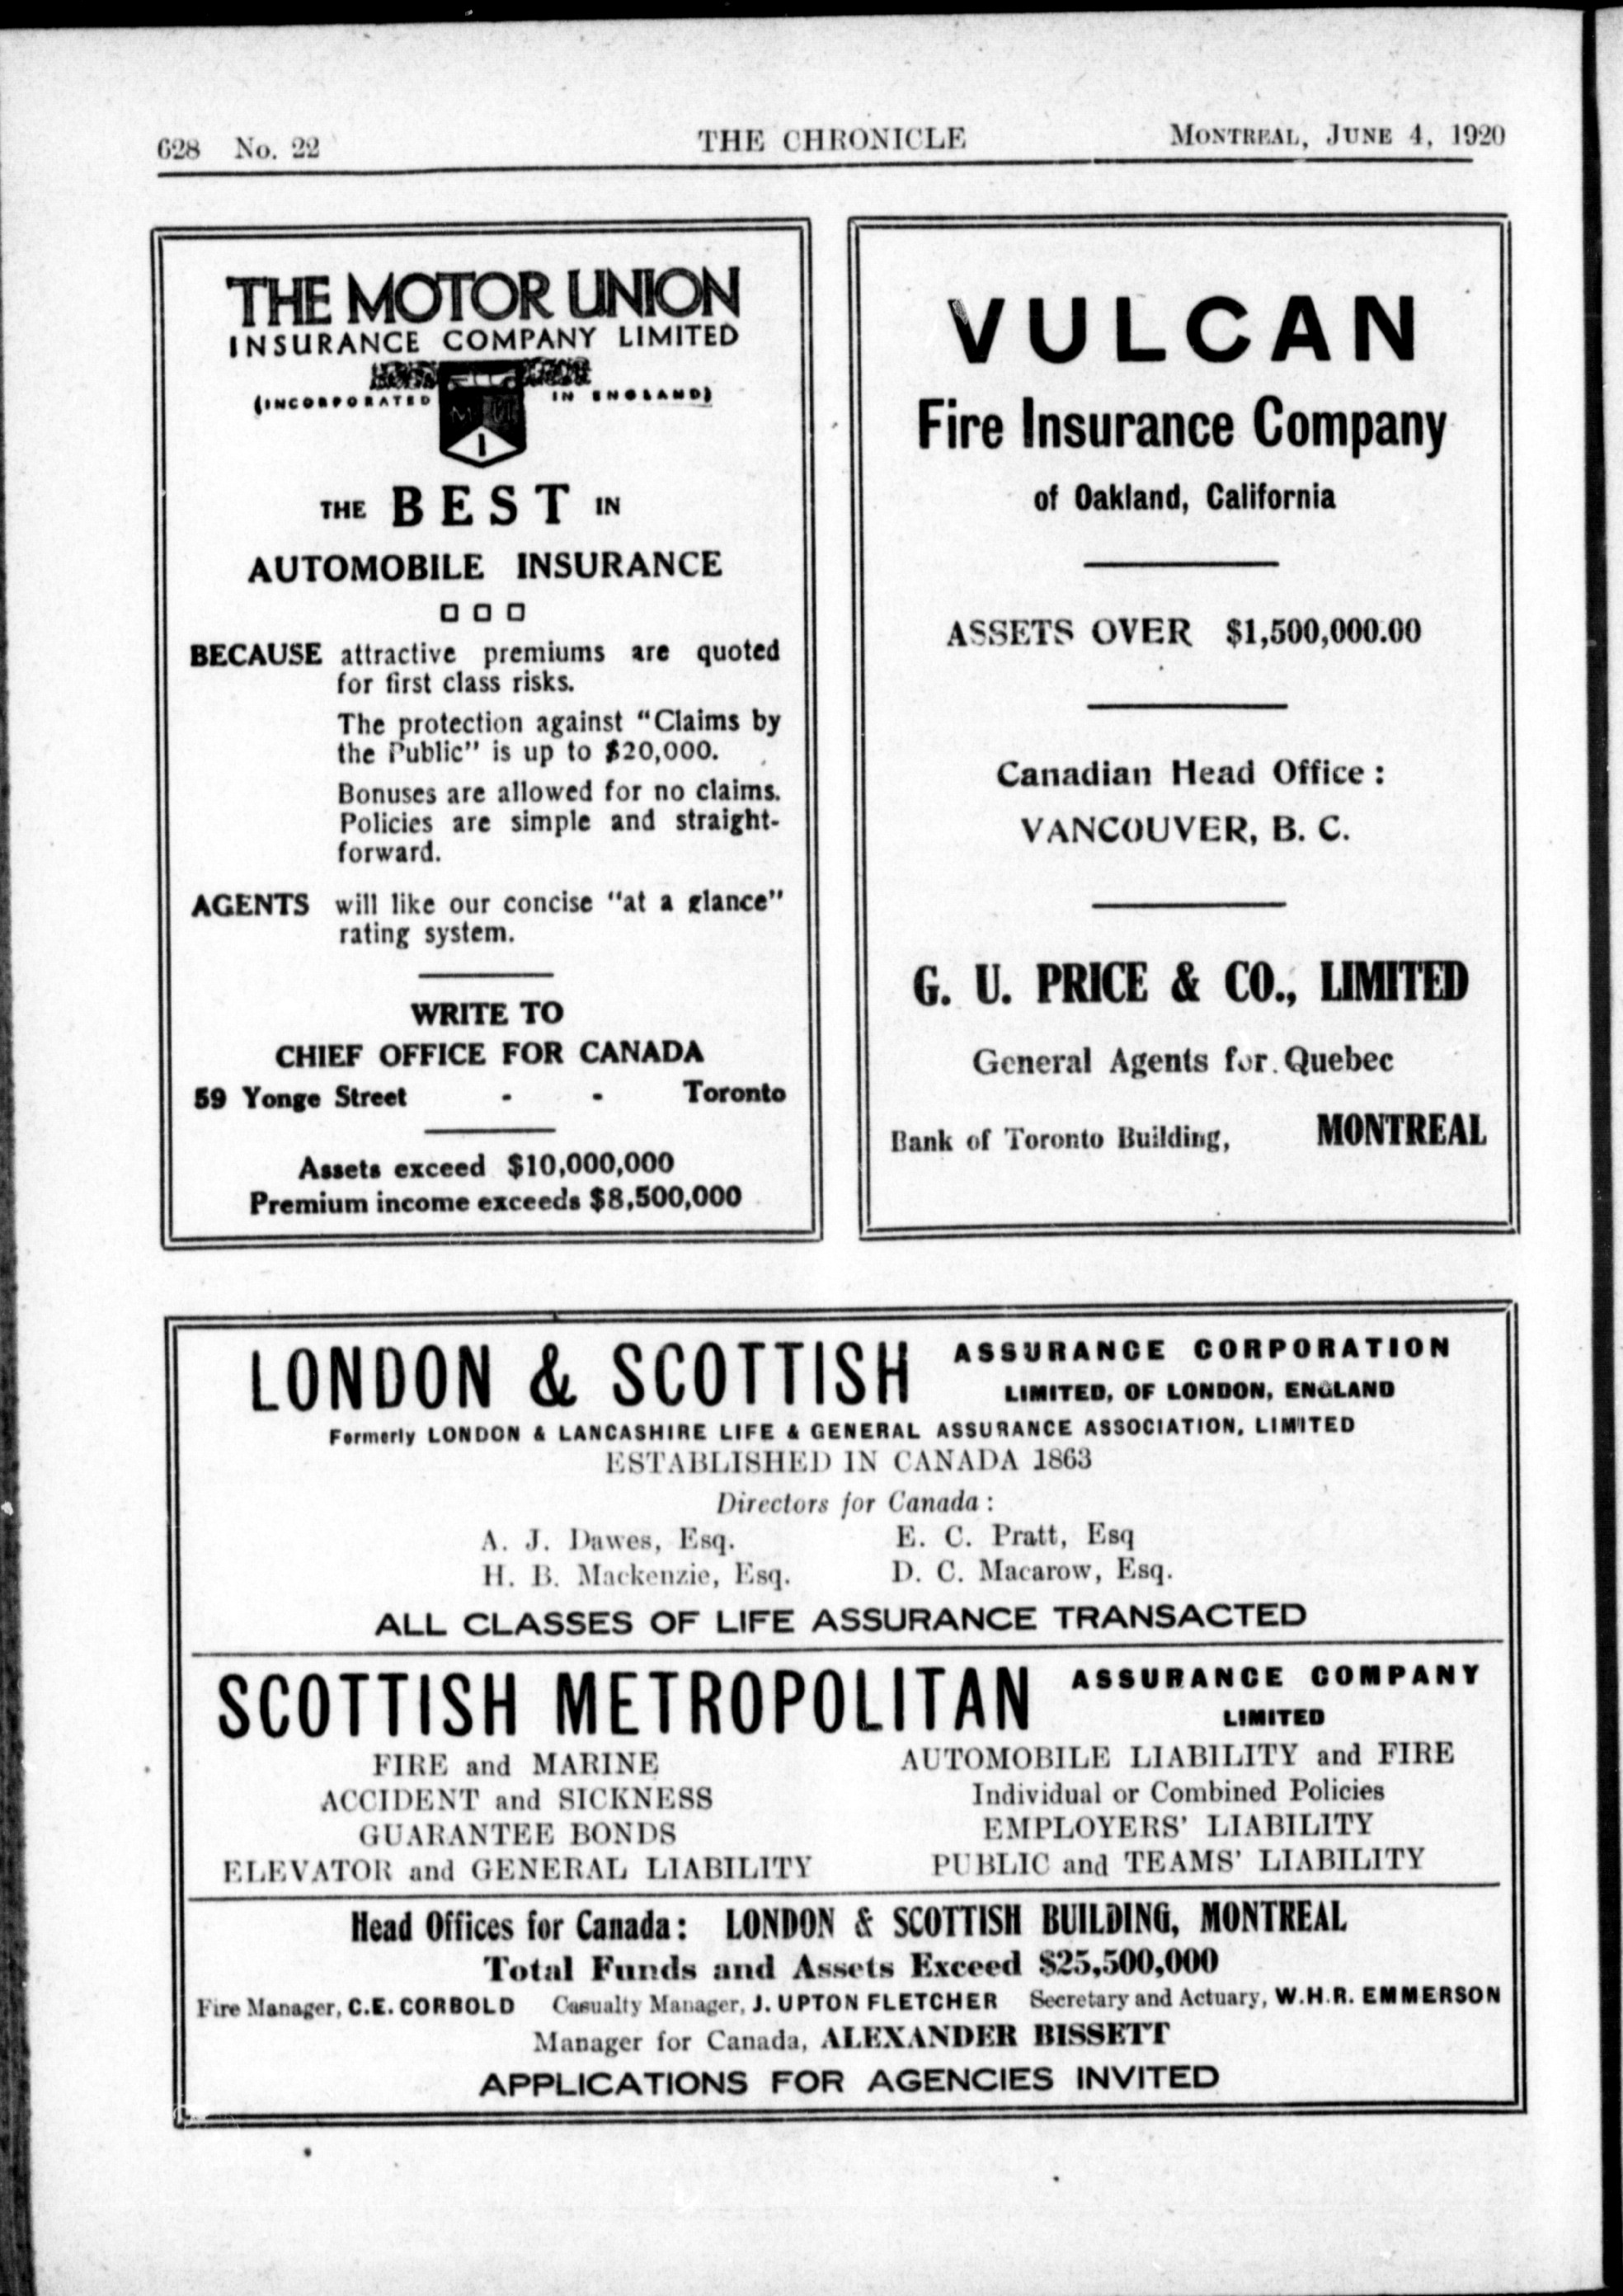 628 No. 22 THE CHRONICLE MONTREAL, JUNE 4, 1920
THE MOTOR UNION
INSURANCE COMPANY LIMITED
(INCORPORATED IN ENGLAND)
M U
I
THE BEST IN
AUTOMOBILE INSURANCE
BECAUSE attractive premiums are quoted
for first class risks.
The protection against "Claims by
the Public" is up to $20,000.
Bonuses are allowed for no claims.
Policies are simple and straight-
forward.
AGENTS will like our concise "at a glance"
rating system.
WRITE TO
CHIEF OFFICE FOR CANADA
59 Yonge Street - - Toronto
Assets exceed $10,000,000
Premium income exceeds $8,500,000
VULCAN
Fire Insurance Company
of Oakland, California
ASSETS OVER $1,500,000.00
Canadian Head Office :
VANCOUVER, B. C.
G. U. PRICE & CO., LIMITED
General Agents for Quebec
Bank of Toronto Building, MONTREAL
LONDON & SCOTTISH ASSURANCE CORPORATION
LIMITED, OF LONDON, ENGLAND
Formerly LONDON & LANCASHIRE LIFE & GENERAL ASSURANCE ASSOCIATION, LIMITED
ESTABLISHED IN CANADA 1863
Directors for Canada :
A. J. Dawes, Esq. E. C. Pratt, Esq
H. B. Mackenzie, Esq. D. C. Macarow, Esq.
ALL CLASSES OF LIFE ASSURANCE TRANSACTED
SCOTTISH METROPOLITAN ASSURANCE COMPANY
LIMITED
FIRE and MARINE
ACCIDENT and SICKNESS
GUARANTEE BONDS
ELEVATOR and GENERAL LIABILITY
AUTOMOBILE LIABILITY and FIRE
Individual or Combined Policies
EMPLOYERS' LIABILITY
PUBLIC and TEAMS' LIABILITY
Head Offices for Canada: LONDON & SCOTTISH BUILDING, MONTREAL
Total Funds and Assets Exceed $25,500,000
Fire Manager, C.E. CORBOLD Casualty Manager, J. UPTON FLETCHER Secretary and Actuary, W.H.R. EMMERSON
Manager for Canada, ALEXANDER BISSETT
APPLICATIONS FOR AGENCIES INVITED